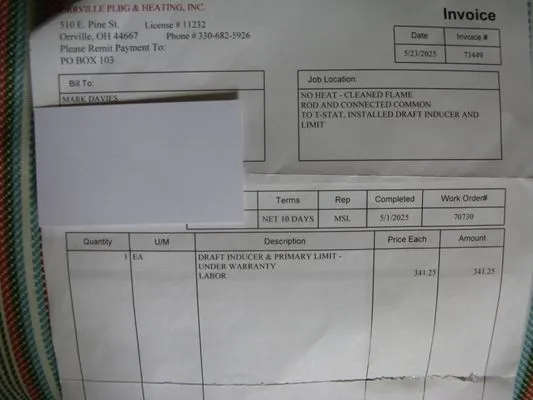 ORRVILLE PLBG & HEATING, INC.
510 E. Pine St. License # 11232
Orrville, OH 44667 Phone # 330-682-5926
Please Remit Payment To:
PO BOX 103
Invoice
Date Invoice #
5/23/2025 73449
Bill To:
MARK DAVIES
Job Location:
NO HEAT - CLEANED FLAME
ROD AND CONNECTED COMMON
TO T-STAT, INSTALLED DRAFT INDUCER AND
LIMIT
Terms Rep Completed Work Order#
NET 10 DAYS MSL 5/1/2025 70730
Quantity U/M Description Price Each Amount
1 EA DRAFT INDUCER & PRIMARY LIMIT -
UNDER WARRANTY
LABOR 341.25 341.25